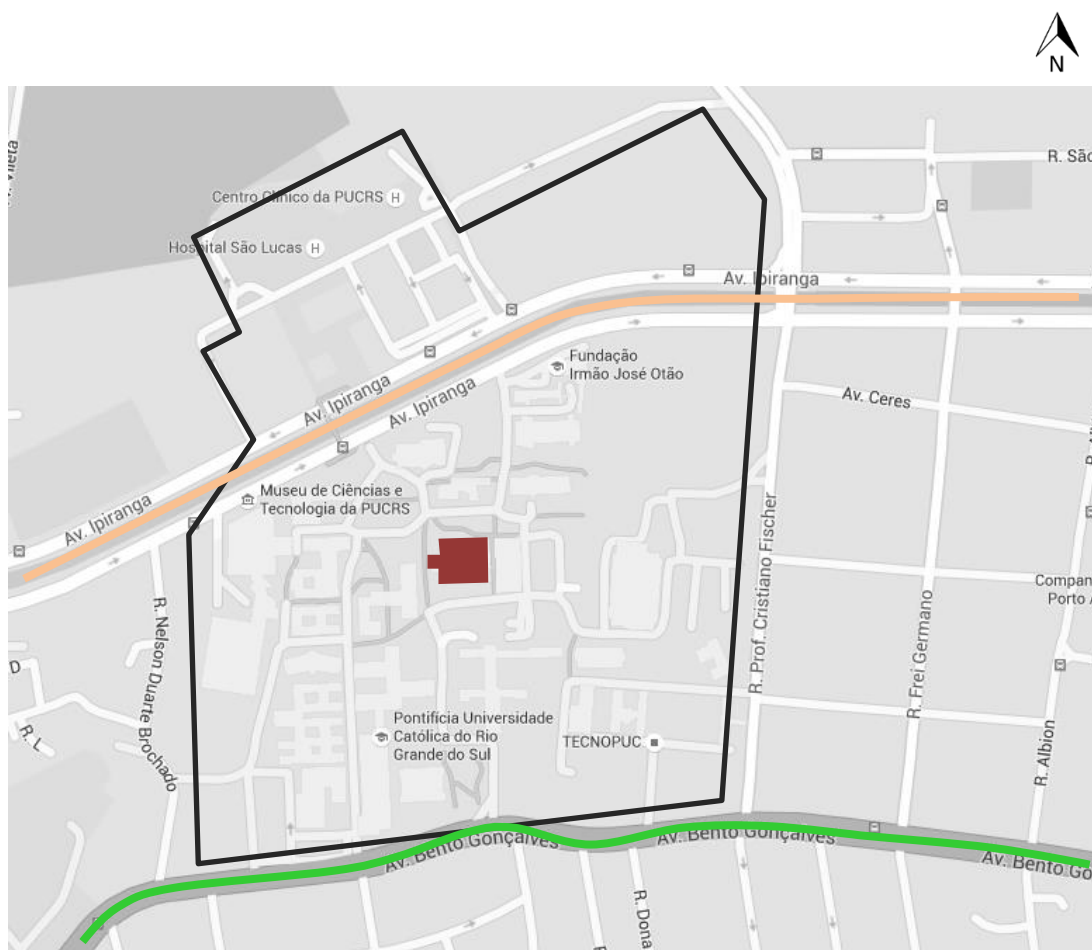 N
R. São
Centro Clínico da PUCRS
H
Hospital São Lucas
H
Av. Ipiranga
Fundação
Irmão José Otão
Av. Ipiranga
Av. Ipiranga
Av. Ceres
Museu de Ciências e
Tecnologia da PUCRS
Av. Ipiranga
R. Prof. Cristiano Fischer
R. Frei Germano
Compan
Porto A
R. Nelson Duarte Brochado
D
R. L
Pontifícia Universidade
Católica do Rio
Grande do Sul
TECNOPUC
R. Albion
Av. Bento Gonçalves
Av. Bento Gonçalves
Av. Bento Go
R. Dona